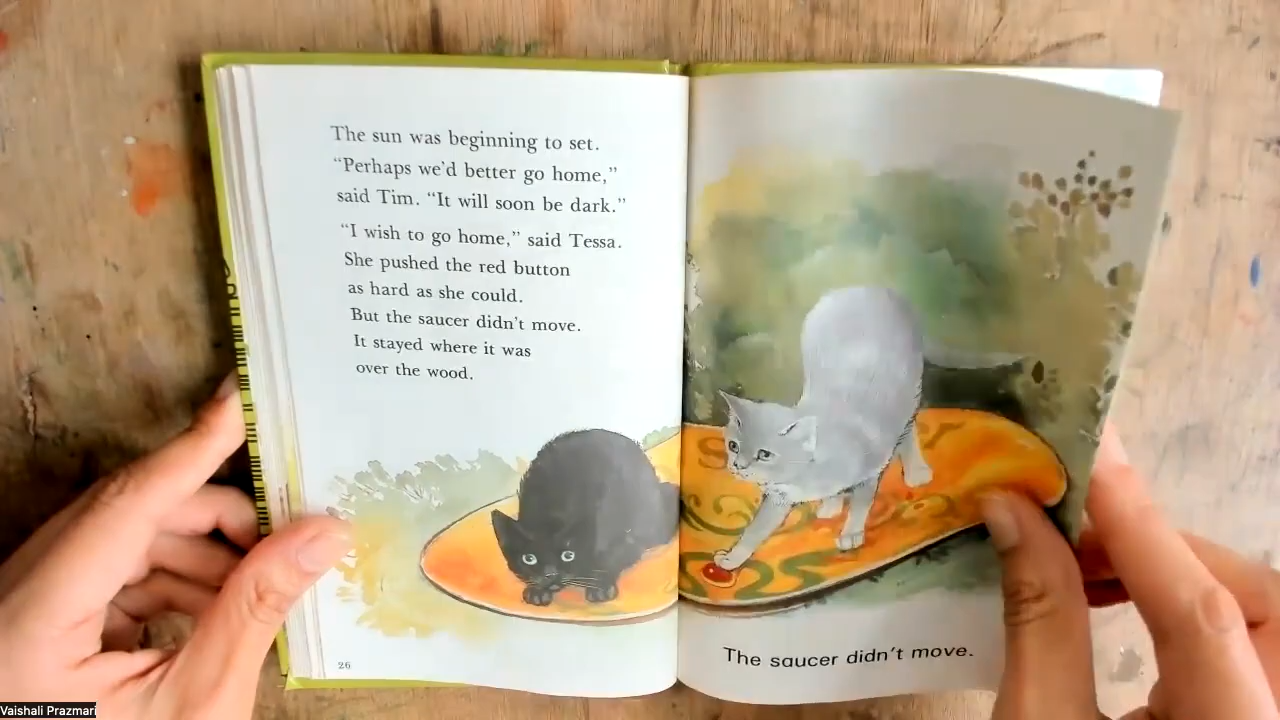 The sun was beginning to set.
“Perhaps we’d better go home,”
said Tim. “It will soon be dark.”
“I wish to go home,” said Tessa.
She pushed the red button
as hard as she could.
But the saucer didn’t move.
It stayed where it was
over the wood.
26
The saucer didn’t move.
Vaishali Prazmari